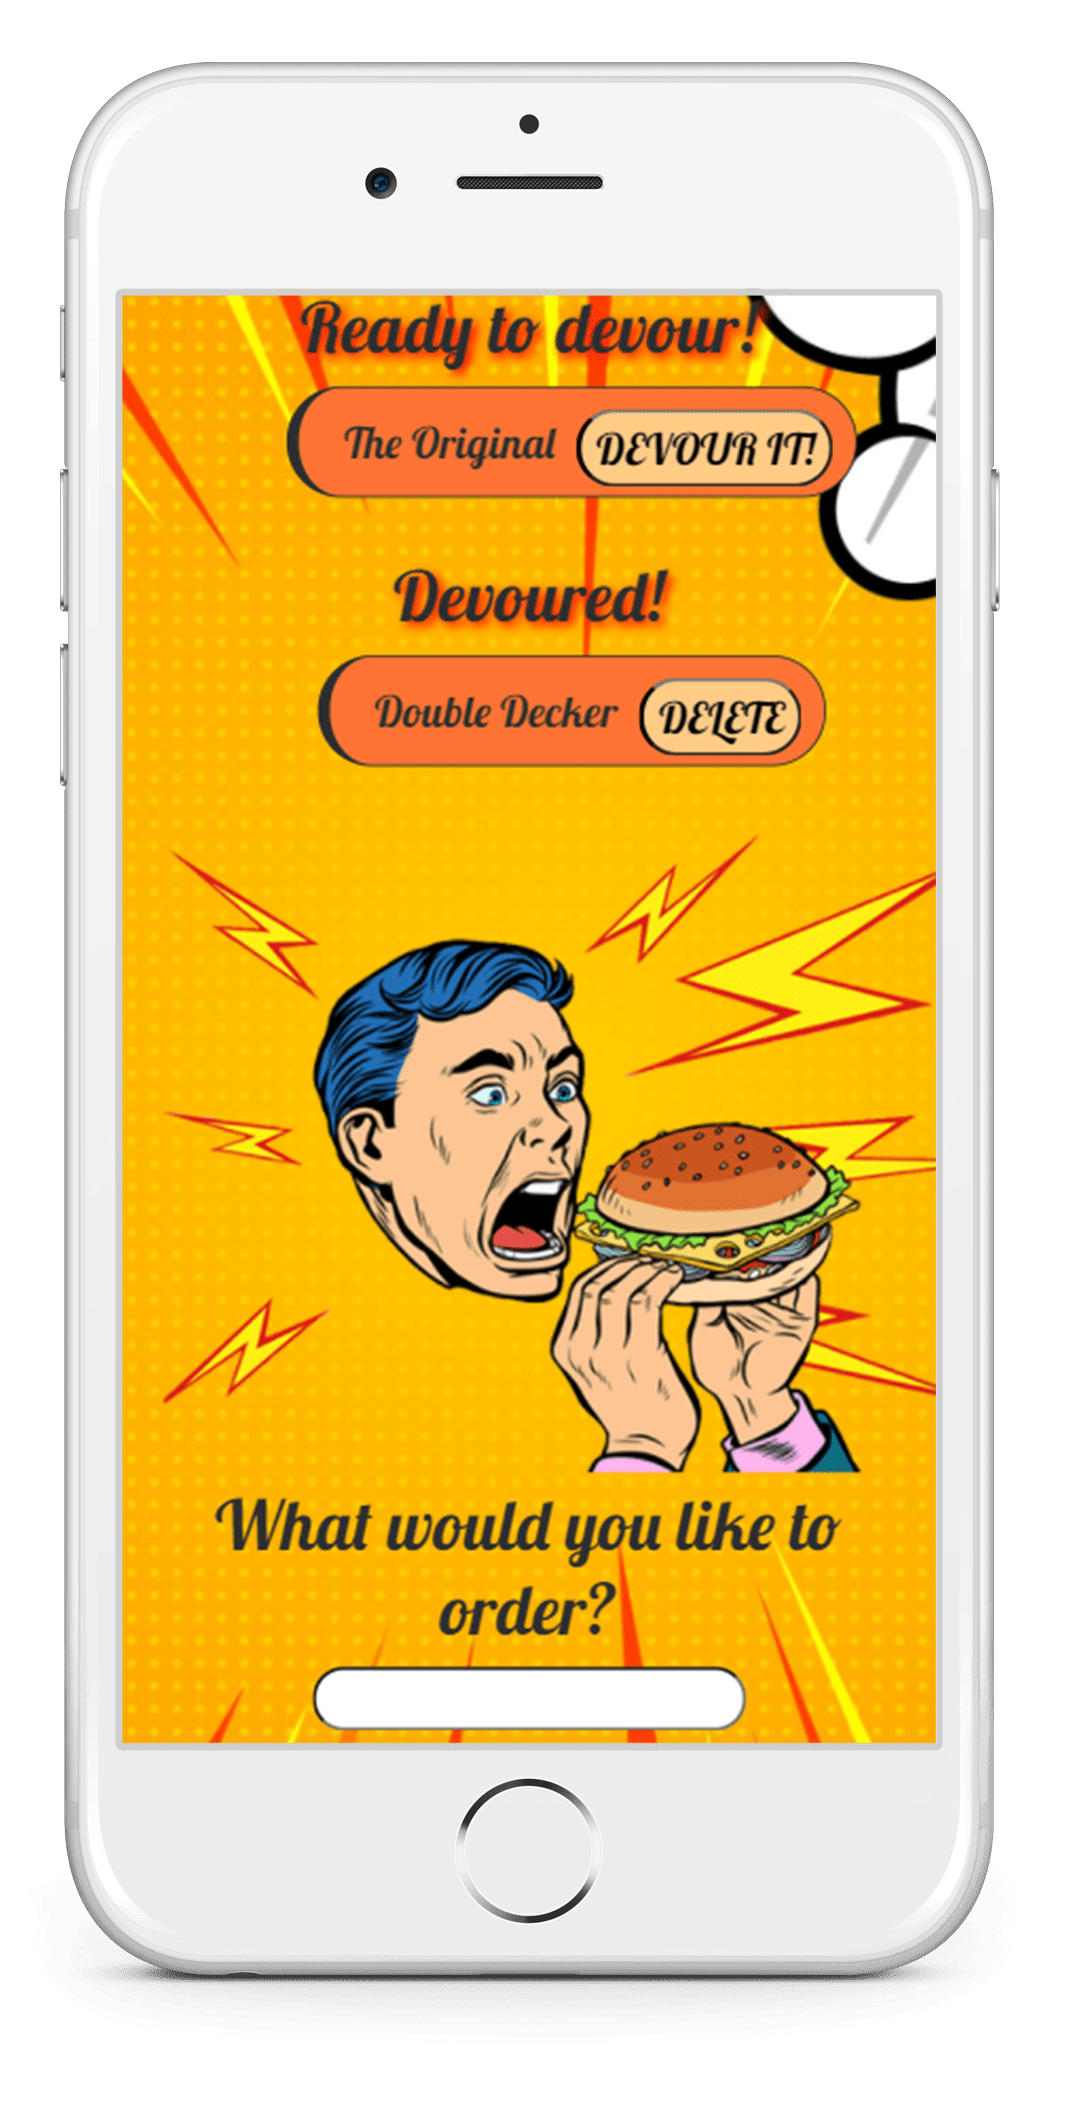 Ready to devour!
The Original DEVOUR IT!
Devoured!
Double Decker DELETE
What would you like to
order?